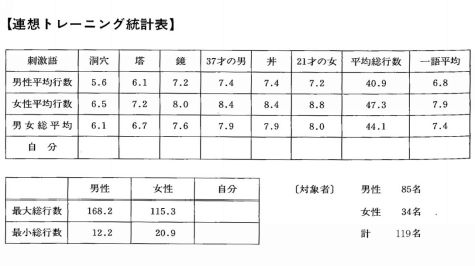 【連想トレーニング統計表】
刺激語 洞穴 塔 鏡 37才の男 丼 21才の女 平均総行数 一語平均
男性平均行数 5.6 6.1 7.2 7.4 7.4 7.2 40.9 6.8
女性平均行数 6.5 7.2 8.0 8.4 8.4 8.8 47.3 7.9
男女総平均 6.1 6.7 7.6 7.9 7.9 8.0 44.1 7.4
自分
男性 女性 自分 〔対象者〕 男性 85名
最大総行数 168.2 115.3 女性 34名
最小総行数 12.2 20.9 計 119名